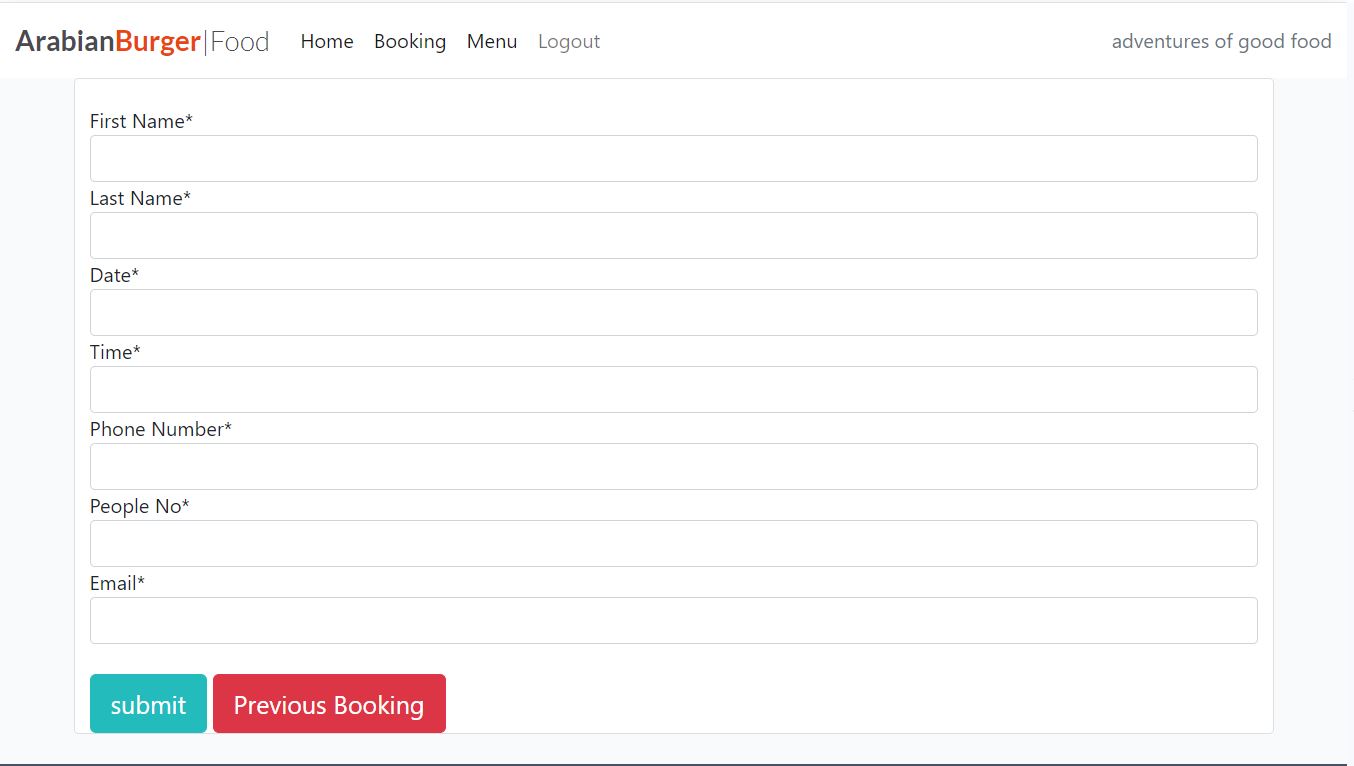 ArabianBurger|Food Home Booking Menu Logout adventures of good food
First Name*
Last Name*
Date*
Time*
Phone Number*
People No*
Email*
submit Previous Booking